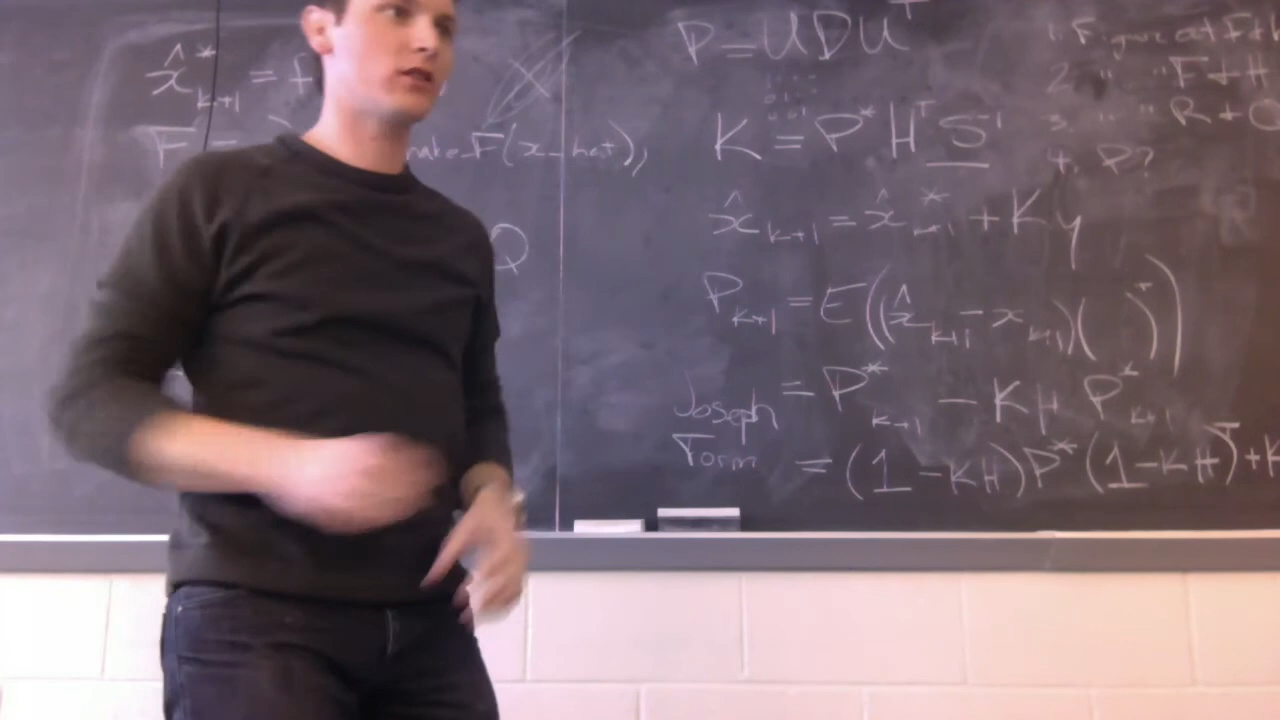 x̂*ₖ₊₁ = f
F =
make_F(x_hat),
Q
P = UDUᵀ
K = P* Hᵀ S⁻¹
x̂ₖ₊₁ = x̂*ₖ₊₁ + Ky
Pₖ₊₁ = E((x̂ₖ₊₁ - xₖ₊₁)( )ᵀ)
= P*ₖ₊₁ - KH P*ₖ₊₁
Joseph
Form = (1 - KH)P* (1 - KH)ᵀ + K
1. Figure out F + h
2. " " F + H
3. " " R + Q
4. P?